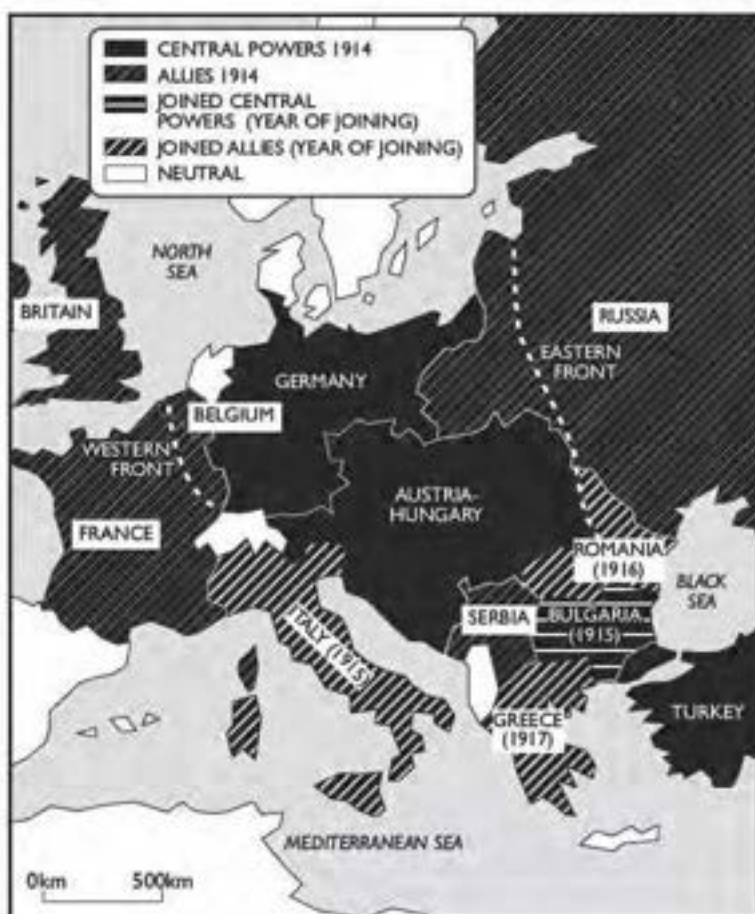 CENTRAL POWERS 1914
ALLIES 1914
JOINED CENTRAL
POWERS (YEAR OF JOINING)
JOINED ALLIES (YEAR OF JOINING)
NEUTRAL
NORTH
SEA
BRITAIN
RUSSIA
EASTERN
FRONT
GERMANY
BELGIUM
WESTERN
FRONT
AUSTRIA-
HUNGARY
FRANCE
ROMANIA
(1916)
BLACK
SEA
SERBIA
BULGARIA
(1915)
ITALY (1915)
GREECE
(1917)
TURKEY
MEDITERRANEAN SEA
0km 500km